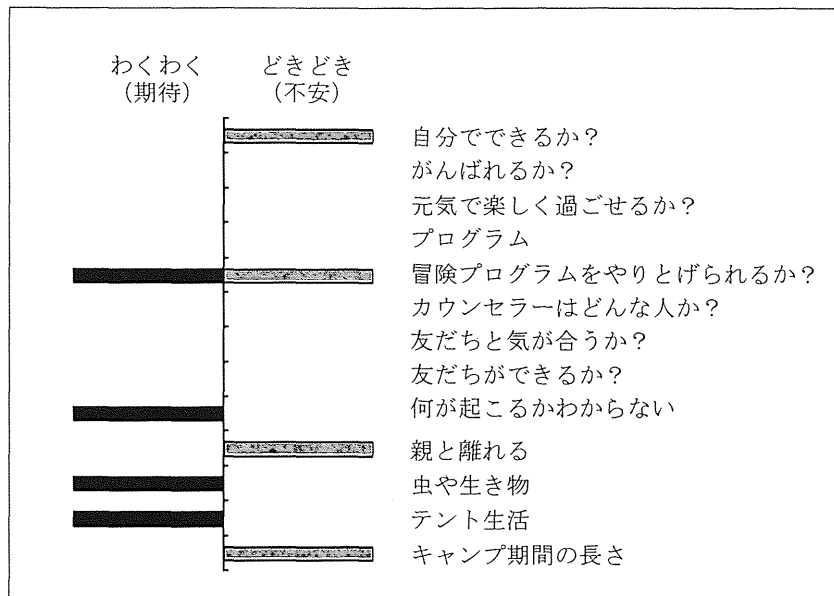 わくわく どきどき
(期待) (不安)
自分でできるか？
がんばれるか？
元気で楽しく過ごせるか？
プログラム
冒険プログラムをやりとげられるか？
カウンセラーはどんな人か？
友だちと気が合うか？
友だちができるか？
何が起こるかわからない
親と離れる
虫や生き物
テント生活
キャンプ期間の長さ